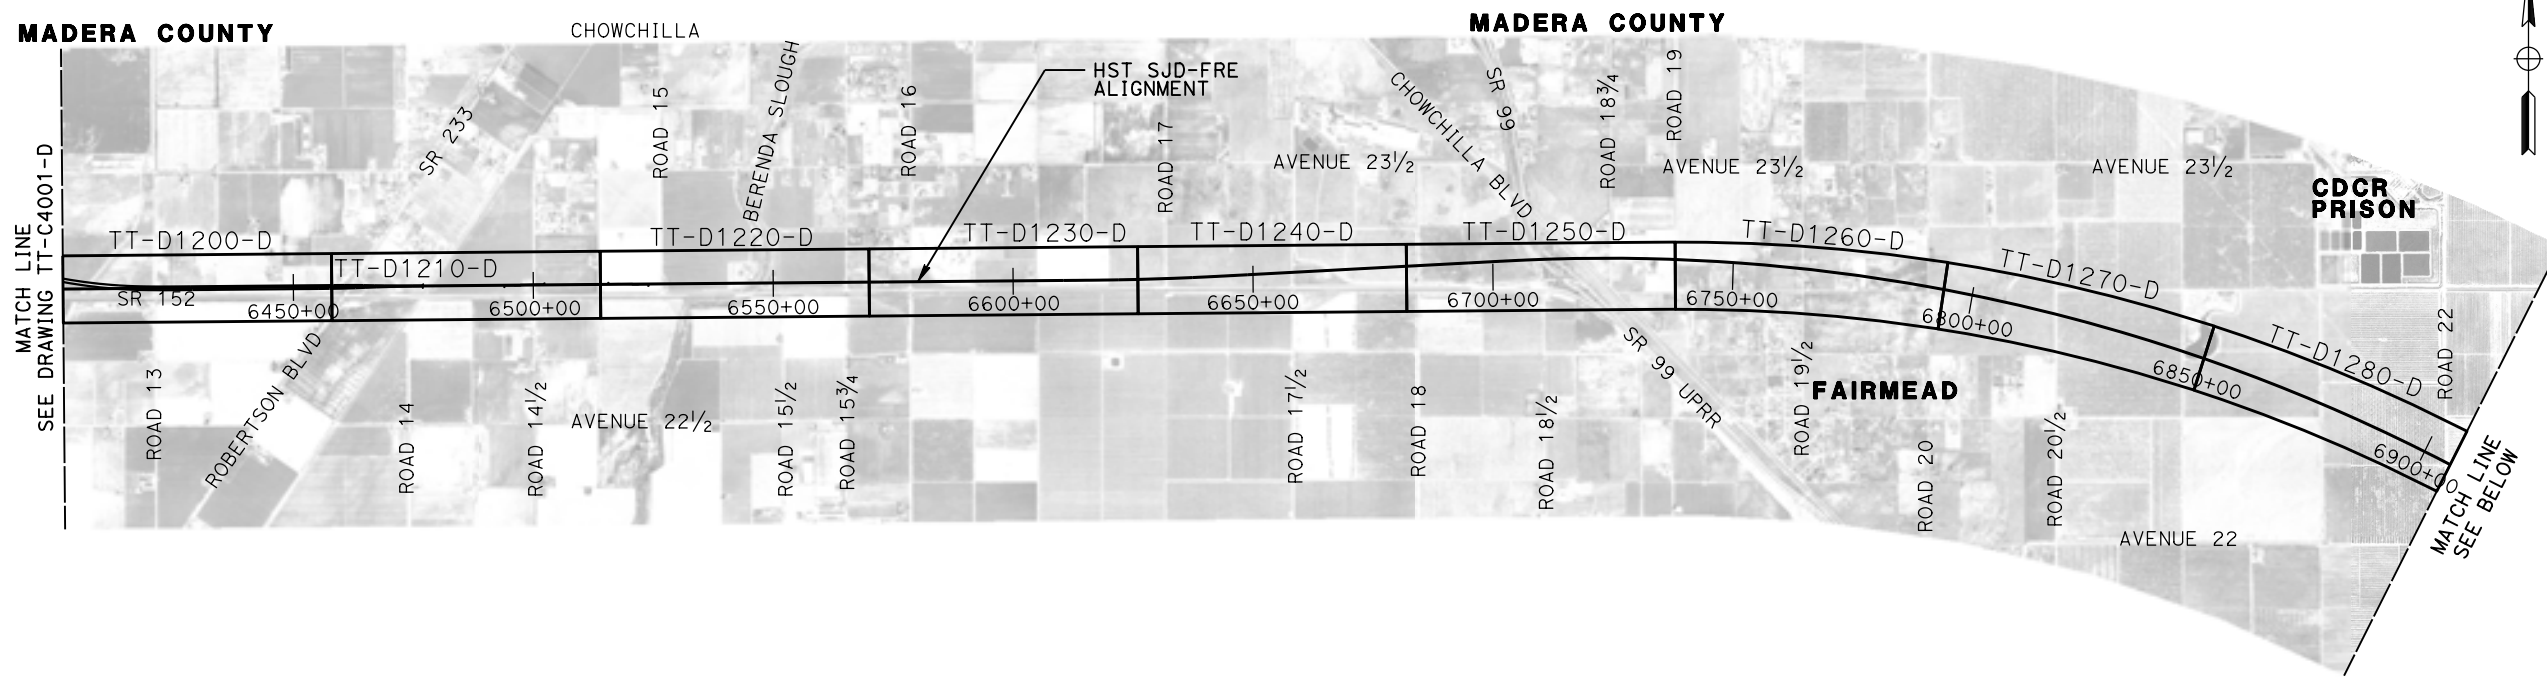 MADERA COUNTY
CHOWCHILLA
MADERA COUNTY
HST SJD-FRE
ALIGNMENT
SR 233
ROAD 15
BERENDA SLOUGH
ROAD 16
ROAD 17
AVENUE 23½
CHOWCHILLA BLVD
SR 99
ROAD 18¾
ROAD 19
AVENUE 23½
AVENUE 23½
CDCR
PRISON
MATCH LINE
SEE DRAWING TT-C4001-D
TT-D1200-D
TT-D1210-D
TT-D1220-D
TT-D1230-D
TT-D1240-D
TT-D1250-D
TT-D1260-D
TT-D1270-D
TT-D1280-D
SR 152
6450+00
6500+00
6550+00
6600+00
6650+00
6700+00
6750+00
6800+00
6850+00
6900+00
ROAD 13
ROBERTSON BLVD
ROAD 14
ROAD 14½
AVENUE 22½
ROAD 15½
ROAD 15¾
ROAD 17½
ROAD 18
ROAD 18½
SR 99 UPRR
ROAD 19½
FAIRMEAD
ROAD 20
ROAD 20½
AVENUE 22
ROAD 22
MATCH LINE
SEE BELOW